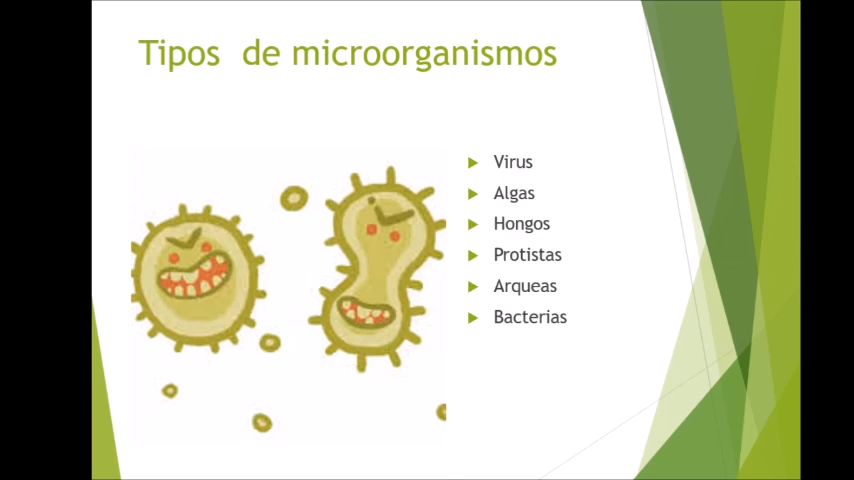 Tipos de microorganismos
Virus
Algas
Hongos
Protistas
Arqueas
Bacterias